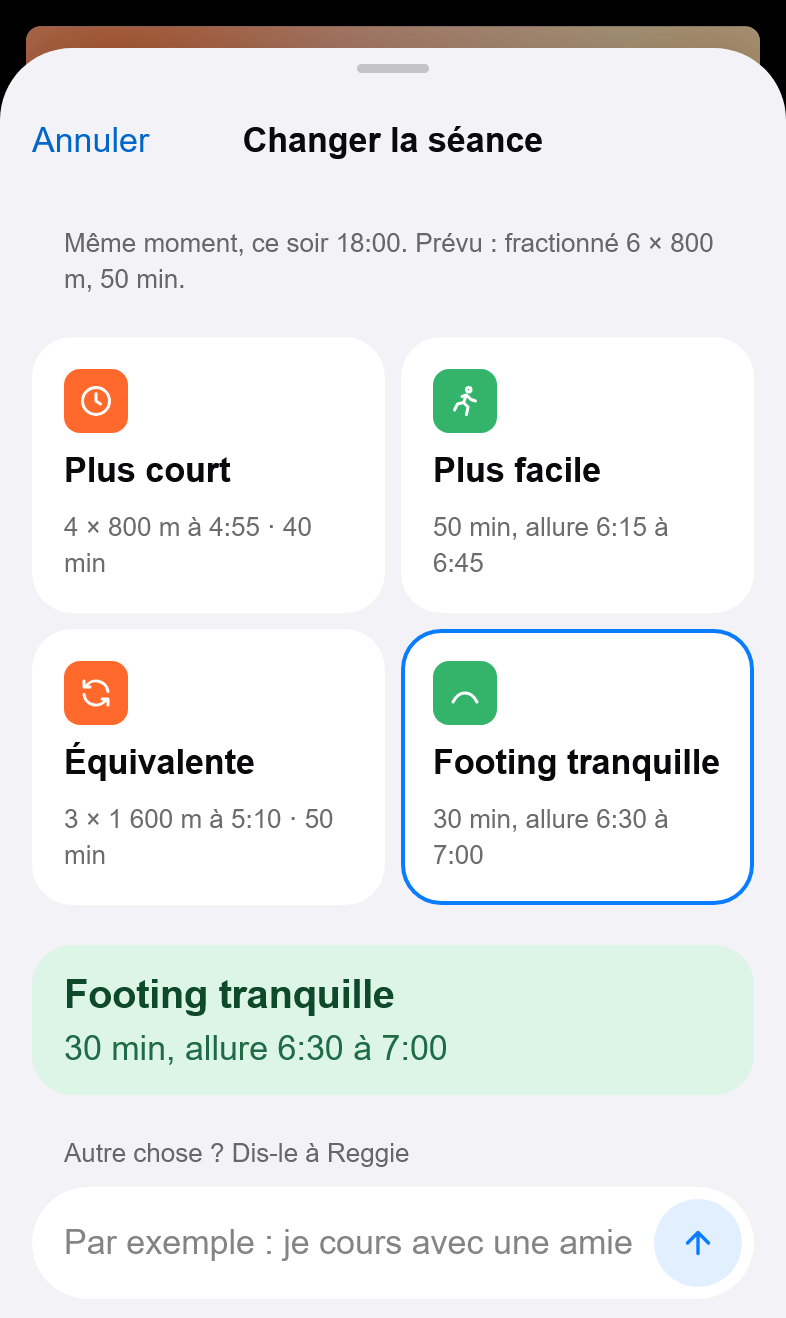 Annuler
Changer la séance
Même moment, ce soir 18:00. Prévu : fractionné 6 × 800
m, 50 min.
Plus court
4 × 800 m à 4:55 · 40
min
Plus facile
50 min, allure 6:15 à
6:45
Équivalente
3 × 1 600 m à 5:10 · 50
min
Footing tranquille
30 min, allure 6:30 à
7:00
Footing tranquille
30 min, allure 6:30 à 7:00
Autre chose ? Dis-le à Reggie
Par exemple : je cours avec une amie